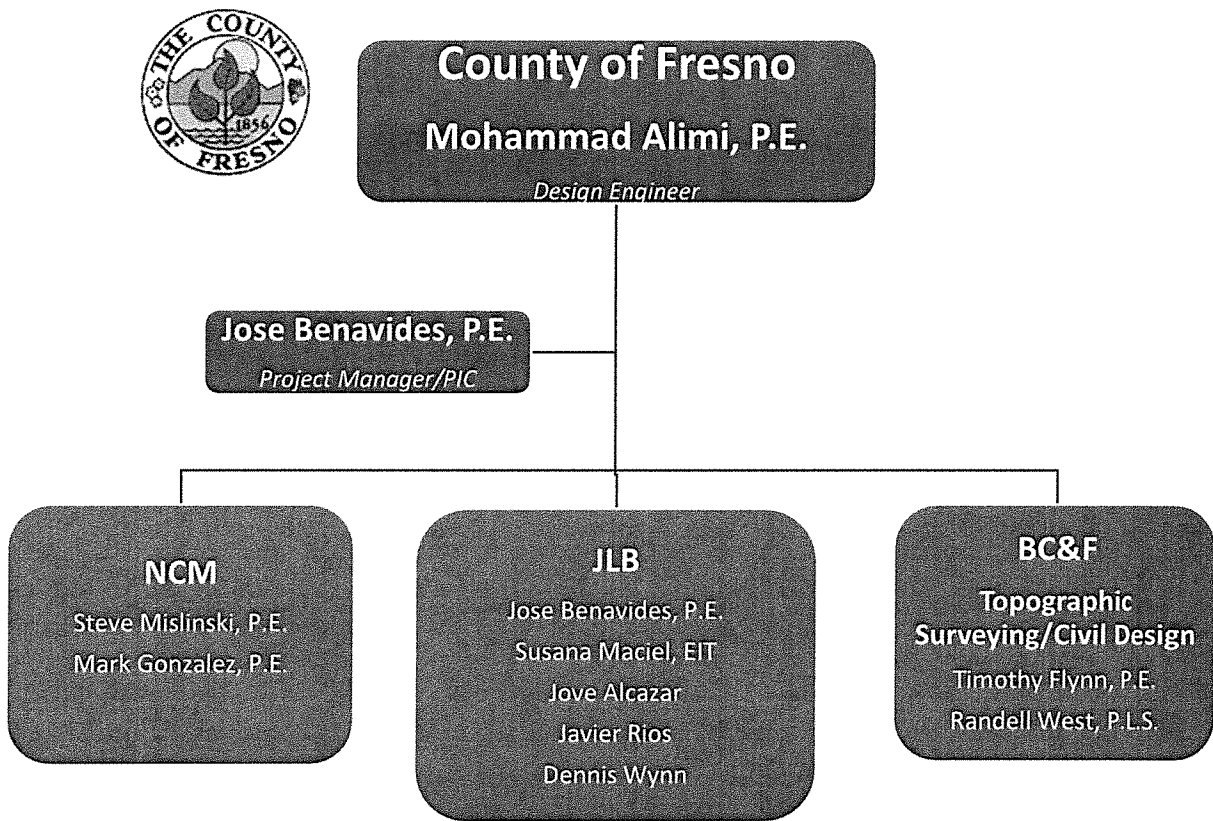 THE COUNTY OF FRESNO
1856
County of Fresno
Mohammad Alimi, P.E.
Design Engineer
Jose Benavides, P.E.
Project Manager/PIC
NCM
Steve Mislinski, P.E.
Mark Gonzalez, P.E.
JLB
Jose Benavides, P.E.
Susana Maciel, EIT
Jove Alcazar
Javier Rios
Dennis Wynn
BC&F
Topographic
Surveying/Civil Design
Timothy Flynn, P.E.
Randell West, P.L.S.